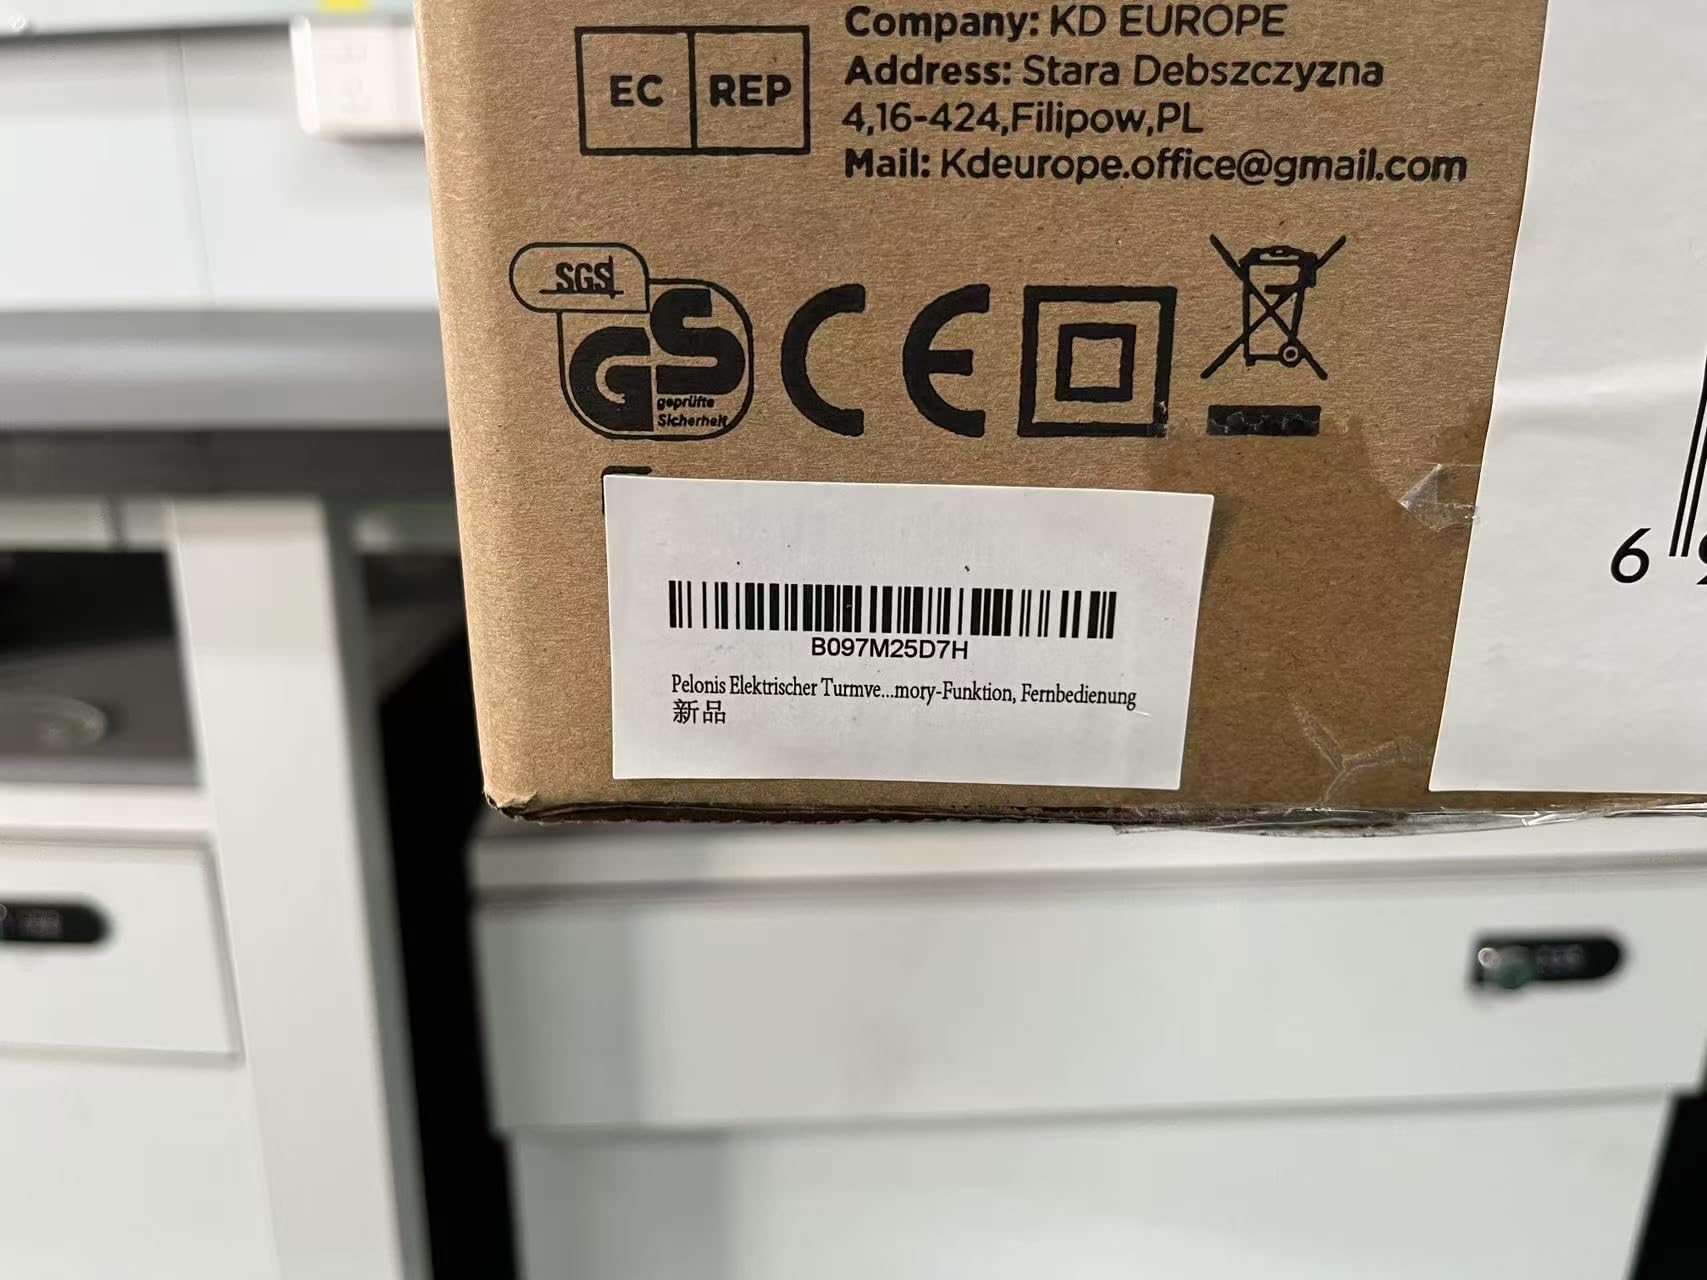 EC REP
Company: KD EUROPE
Address: Stara Debszczyzna
4,16-424,Filipow,PL
Mail: Kdeurope.office@gmail.com
SGS
GS
geprüfte
Sicherheit
CE
B097M25D7H
Pelonis Elektrischer Turmve...mory-Funktion, Fernbedienung
新品
6